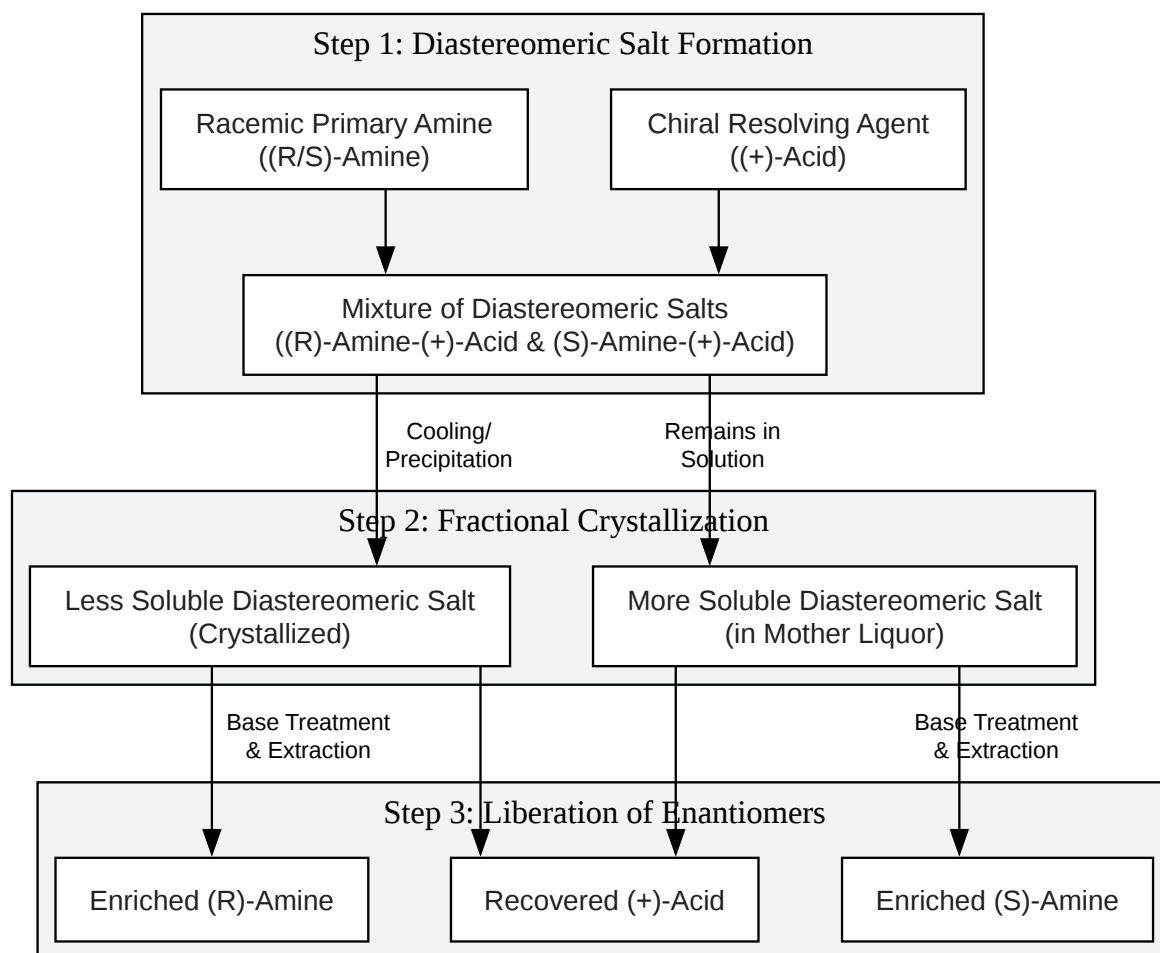 Step 1: Diastereomeric Salt Formation
Racemic Primary Amine
((R/S)-Amine)
Chiral Resolving Agent
((+)-Acid)
Mixture of Diastereomeric Salts
((R)-Amine-(+)-Acid & (S)-Amine-(+)-Acid)
Cooling/
Precipitation
Remains in
Solution
Step 2: Fractional Crystallization
Less Soluble Diastereomeric Salt
(Crystallized)
More Soluble Diastereomeric Salt
(in Mother Liquor)
Base Treatment
& Extraction
Base Treatment
& Extraction
Step 3: Liberation of Enantiomers
Enriched (R)-Amine
Recovered (+)-Acid
Enriched (S)-Amine